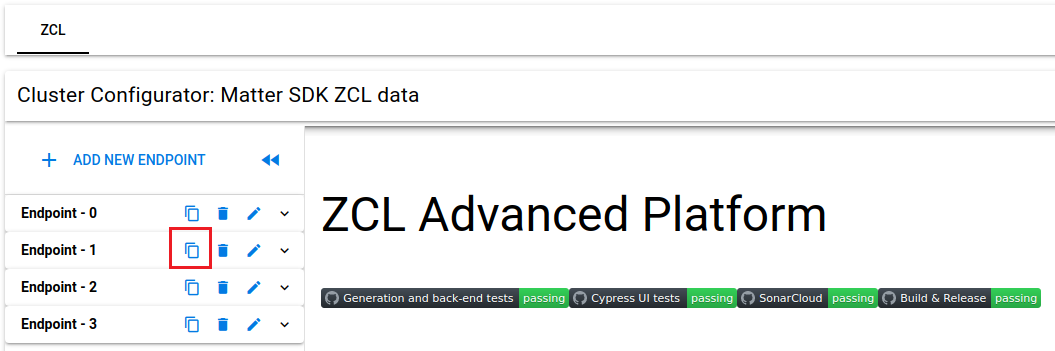 ZCL
Cluster Configurator: Matter SDK ZCL data
ADD NEW ENDPOINT
Endpoint - 0
Endpoint - 1
Endpoint - 2
Endpoint - 3
ZCL Advanced Platform
Generation and back-end tests passing Cypress UI tests passing SonarCloud passing Build & Release passing